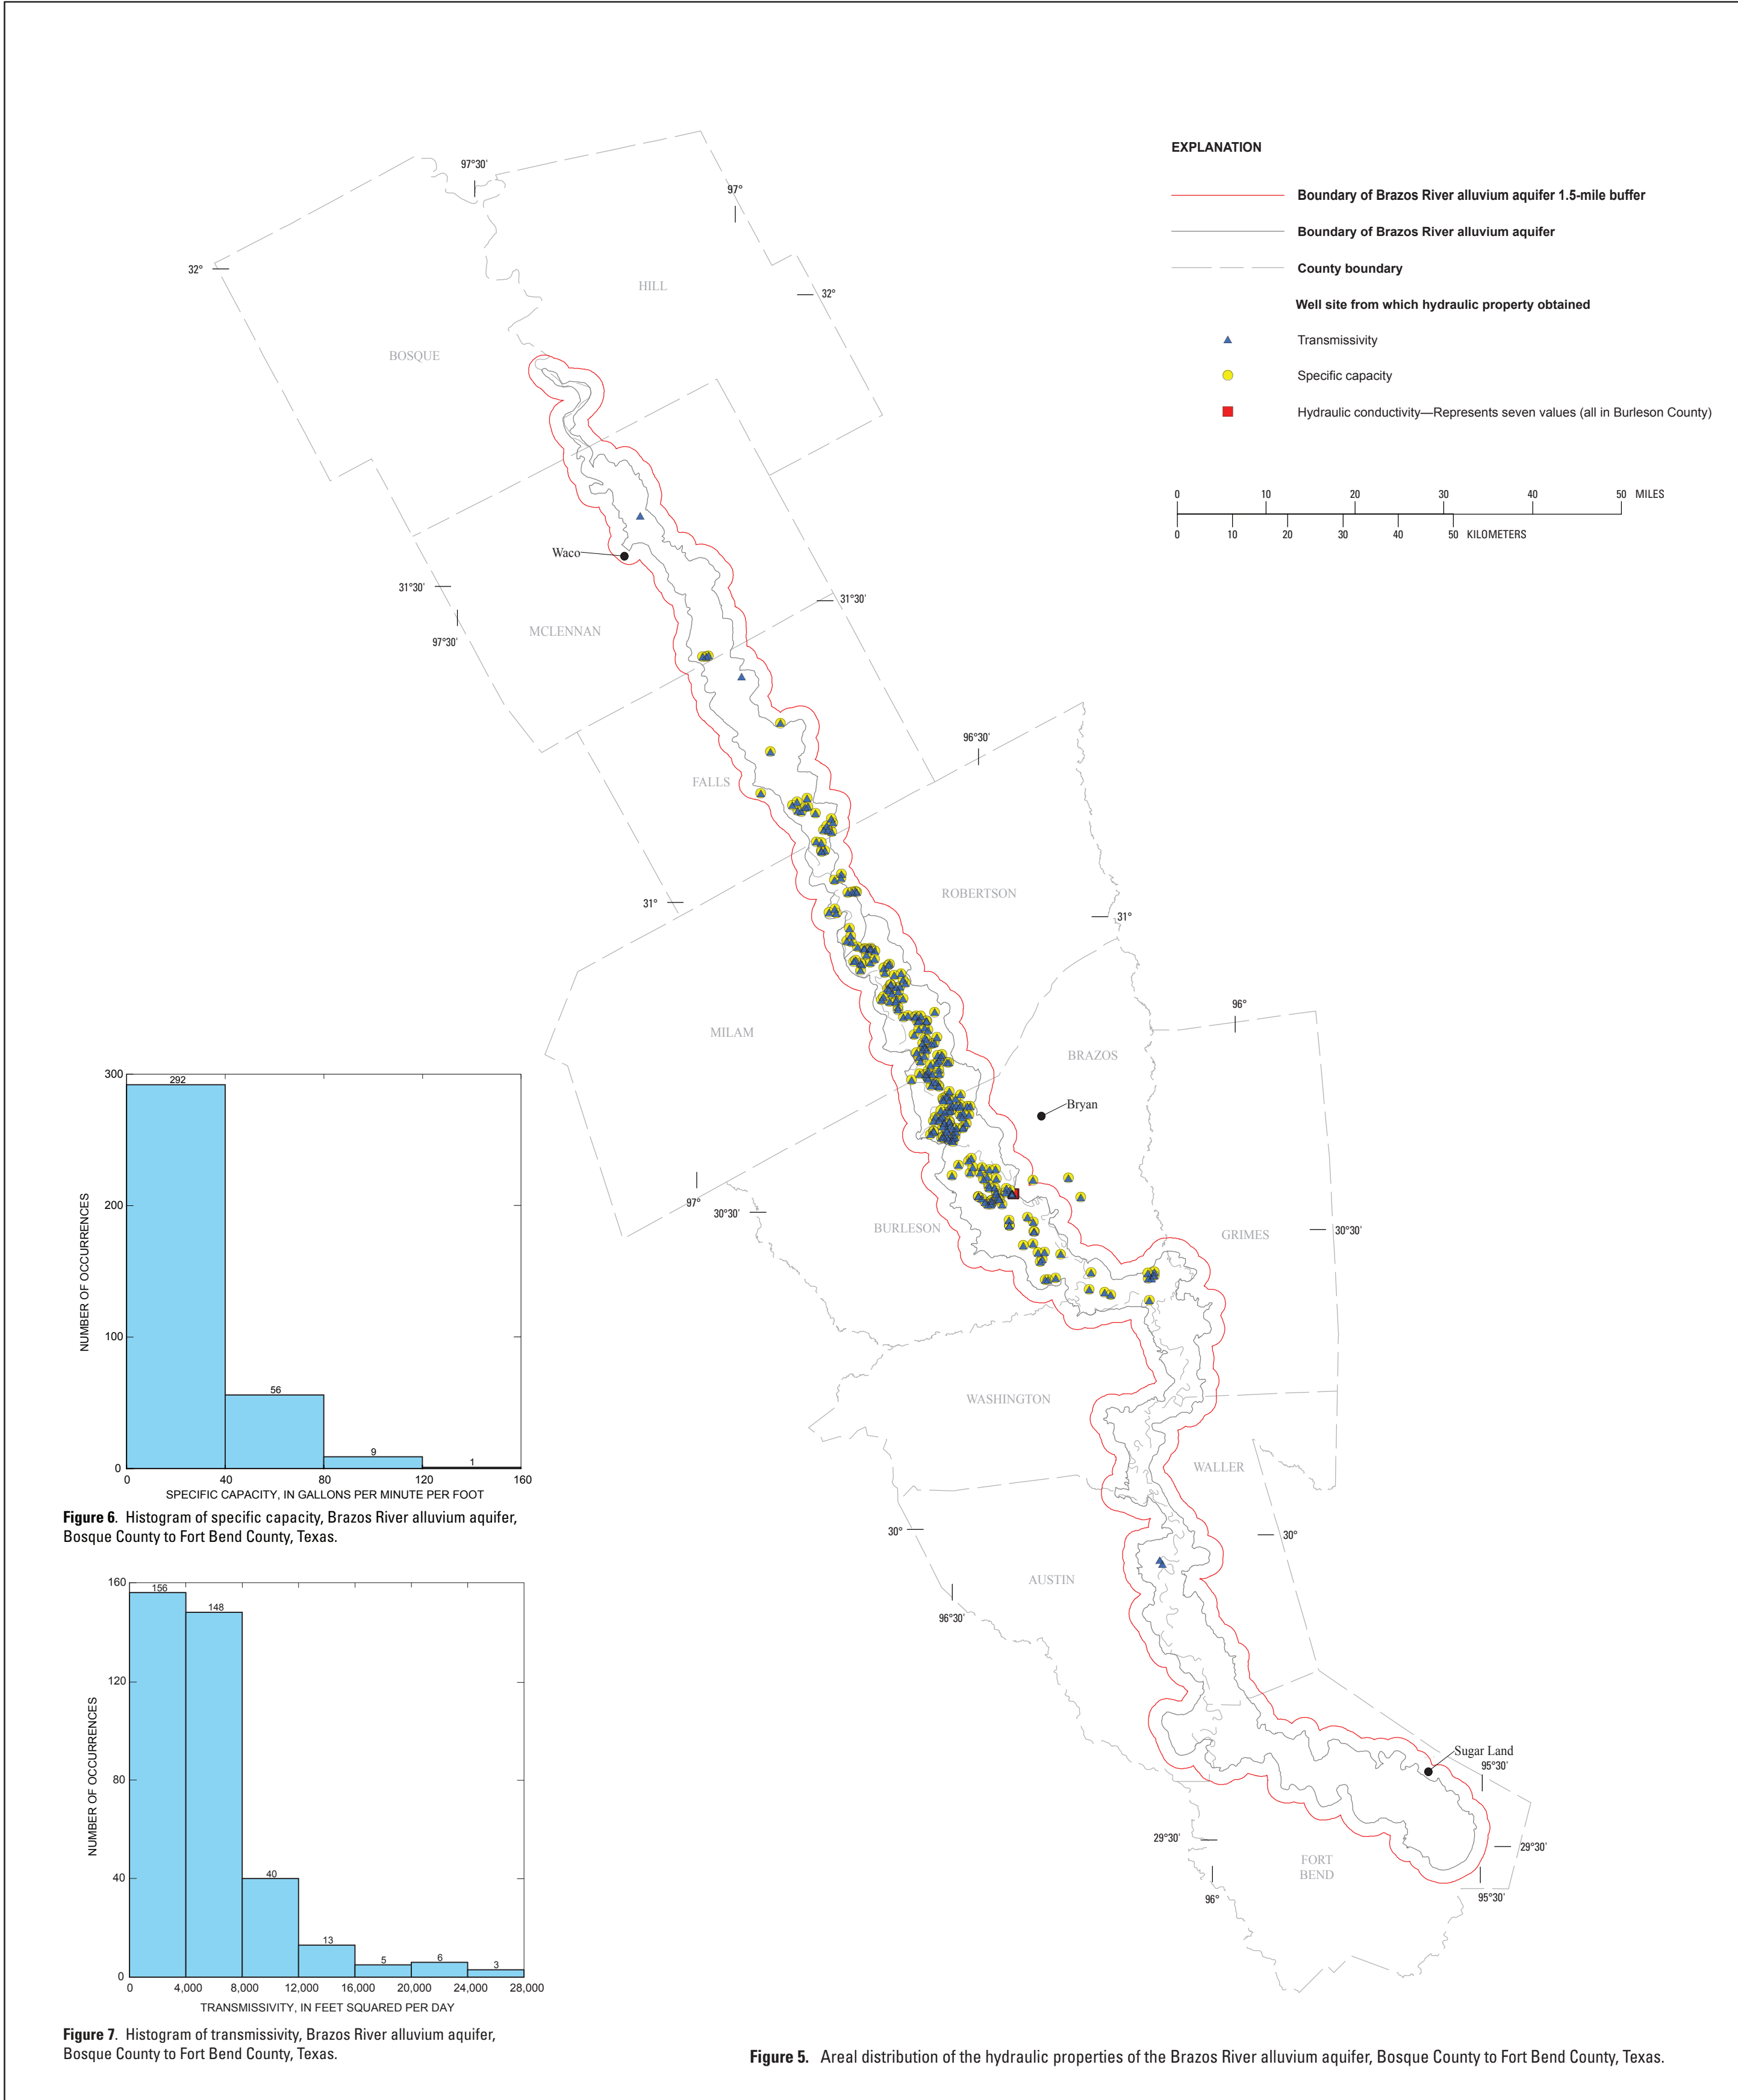 EXPLANATION
Boundary of Brazos River alluvium aquifer 1.5-mile buffer
Boundary of Brazos River alluvium aquifer
County boundary
Well site from which hydraulic property obtained
Transmissivity
Specific capacity
Hydraulic conductivity—Represents seven values (all in Burleson County)
0 10 20 30 40 50 MILES
0 10 20 30 40 50 KILOMETERS
97°30'
97°
32°
32°
HILL
BOSQUE
Waco
31°30'
31°30'
97°30'
MCLENNAN
96°30'
FALLS
31°
ROBERTSON
31°
96°
MILAM
BRAZOS
Bryan
97°
30°30'
BURLESON
GRIMES
30°30'
WASHINGTON
WALLER
30°
30°
AUSTIN
96°30'
Sugar Land
95°30'
29°30'
29°30'
FORT
BEND
96°
95°30'
300
292
200
100
56
9
1
0
0 40 80 120 160
NUMBER OF OCCURRENCES
SPECIFIC CAPACITY, IN GALLONS PER MINUTE PER FOOT
Figure 6. Histogram of specific capacity, Brazos River alluvium aquifer,
Bosque County to Fort Bend County, Texas.
160
156
148
120
80
40
40
13
5
6
3
0
0 4,000 8,000 12,000 16,000 20,000 24,000 28,000
NUMBER OF OCCURRENCES
TRANSMISSIVITY, IN FEET SQUARED PER DAY
Figure 7. Histogram of transmissivity, Brazos River alluvium aquifer,
Bosque County to Fort Bend County, Texas.
Figure 5. Areal distribution of the hydraulic properties of the Brazos River alluvium aquifer, Bosque County to Fort Bend County, Texas.